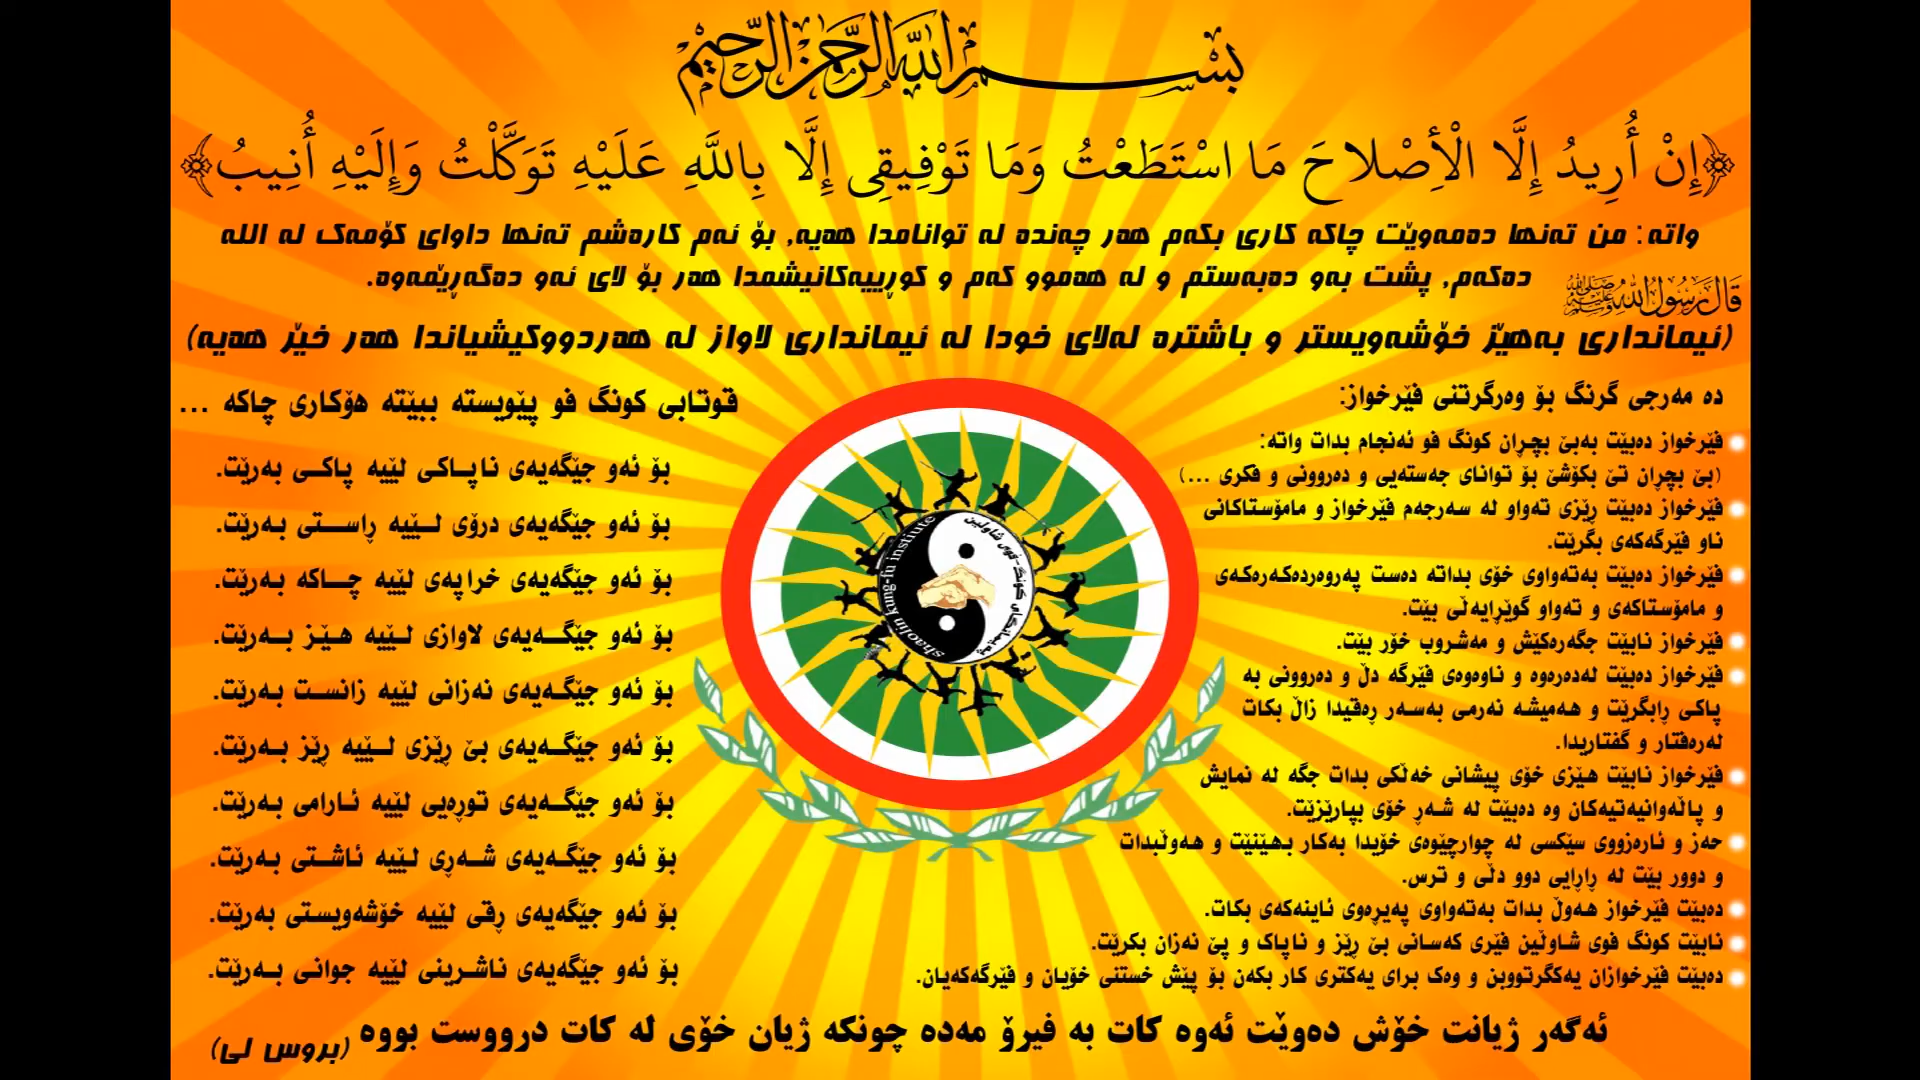 بسم الله الرحمن الرحيم
﴿إِنْ أُرِيدُ إِلَّا الْأِصْلاحَ مَا اسْتَطَعْتُ وَمَا تَوْفِيقِي إِلَّا بِاللَّهِ عَلَيْهِ تَوَكَّلْتُ وَإِلَيْهِ أُنِيبُ﴾
واتە: من تەنها دەمەوێت چاکە کاری بکەم هەر چەندە لە توانامدا هەیە, بۆ ئەم کارەشم تەنها داوای کۆمەک لە الله
دەکەم, پشت بەو دەبەستم و لە هەموو کەم و کوڕییەکانیشمدا هەر بۆ لای ئەو دەگەڕێمەوە.
قال رسول الله صلى الله عليه وسلم
(ئیمانداری بەهێز خۆشەویستر و باشترە لەلای خودا لە ئیمانداری لاواز لە هەردووکیشیاندا هەر خێر هەیە)
دە مەرجی گرنگ بۆ وەرگرتنی فێرخواز:
فێرخواز دەبێت بەبێ بچڕان کونگ فو ئەنجام بدات واتە:
(بێ بچڕان تێ بکۆشێ بۆ توانای جەستەیی و دەروونی و فکری ...)
فێرخواز دەبێت ڕێزی تەواو لە سەرجەم فێرخواز و مامۆستاکانی
ناو فێرگەکەی بگرێت.
فێرخواز دەبێت بەتەواوی خۆی بداتە دەست پەروەردەکەرەکەی
و مامۆستاکەی و تەواو گوێڕایەڵی بێت.
فێرخواز نابێت جگەرەکێش و مەشروب خۆر بێت.
فێرخواز دەبێت لەدەرەوە و ناوەوەی فێرگە دڵ و دەروونی بە
پاکی ڕابگرێت و هەمیشە نەرمی بەسەر ڕەقیدا زاڵ بکات
لەرەفتار و گفتاریدا.
فێرخواز نابێت هێزی خۆی پیشانی خەڵکی بدات جگە لە نمایش
و پاڵەوانیەتیەکان وە دەبێت لە شەڕ خۆی بپارێزێت.
حەز و ئارەزووی سێکسی لە چوارچێوەی خۆیدا بەکار بهێنێت و هەوڵبدات
و دوور بێت لە ڕاڕایی دوو دڵی و ترس.
دەبێت فێرخواز هەوڵ بدات بەتەواوی پەیڕەوی ئاینەکەی بکات.
نابێت کونگ فوی شاوڵین فێری کەسانی بێ ڕێز و ناپاک و پێ نەزان بکرێت.
دەبێت فێرخوازان یەکگرتووبن و وەک برای یەکتری کار بکەن بۆ پێش خستنی خۆیان و فێرگەکەیان.
قوتابی کونگ فو پێویستە ببێتە هۆکاری چاکە ...
بۆ ئەو جێگەیەی ناپاکی لێیە پاکی بەرێت.
بۆ ئەو جێگەیەی درۆی لێیە ڕاستی بەرێت.
بۆ ئەو جێگەیەی خراپەی لێیە چاکە بەرێت.
بۆ ئەو جێگەیەی لاوازی لێیە هێز بەرێت.
بۆ ئەو جێگەیەی نەزانی لێیە زانست بەرێت.
بۆ ئەو جێگەیەی بێ ڕێزی لێیە ڕێز بەرێت.
بۆ ئەو جێگەیەی تورەیی لێیە ئارامی بەرێت.
بۆ ئەو جێگەیەی شەڕی لێیە ئاشتی بەرێت.
بۆ ئەو جێگەیەی ڕقی لێیە خۆشەویستی بەرێت.
بۆ ئەو جێگەیەی ناشرینی لێیە جوانی بەرێت.
پەیمانگای کونگ-فوی شاولین
shaolin kung-fu institute
ئەگەر ژیانت خۆش دەوێت ئەوە کات بە فیرۆ مەدە چونکە ژیان خۆی لە کات درووست بووە (بروس لی)